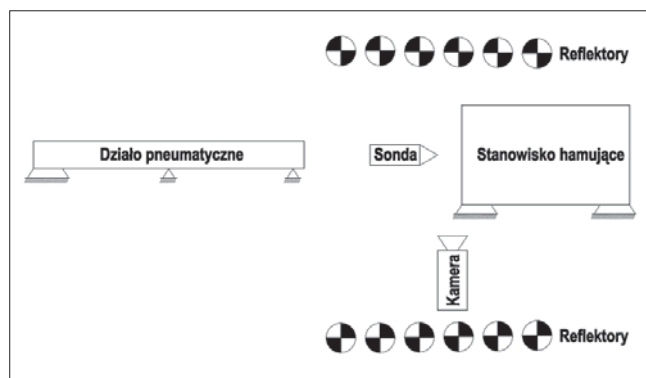 Reflektory
Działo pneumatyczne
Sonda
Stanowisko hamujące
Kamera
Reflektory